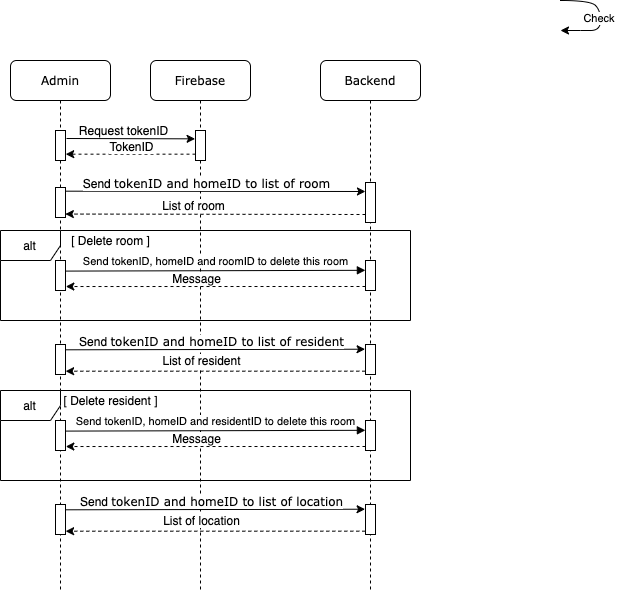 Check
Admin
Firebase
Backend
Request tokenID
TokenID
Send tokenID and homeID to list of room
List of room
alt
[ Delete room ]
Send tokenID, homeID and roomID to delete this room
Message
Send tokenID and homeID to list of resident
List of resident
alt
[ Delete resident ]
Send tokenID, homeID and residentID to delete this room
Message
Send tokenID and homeID to list of location
List of location